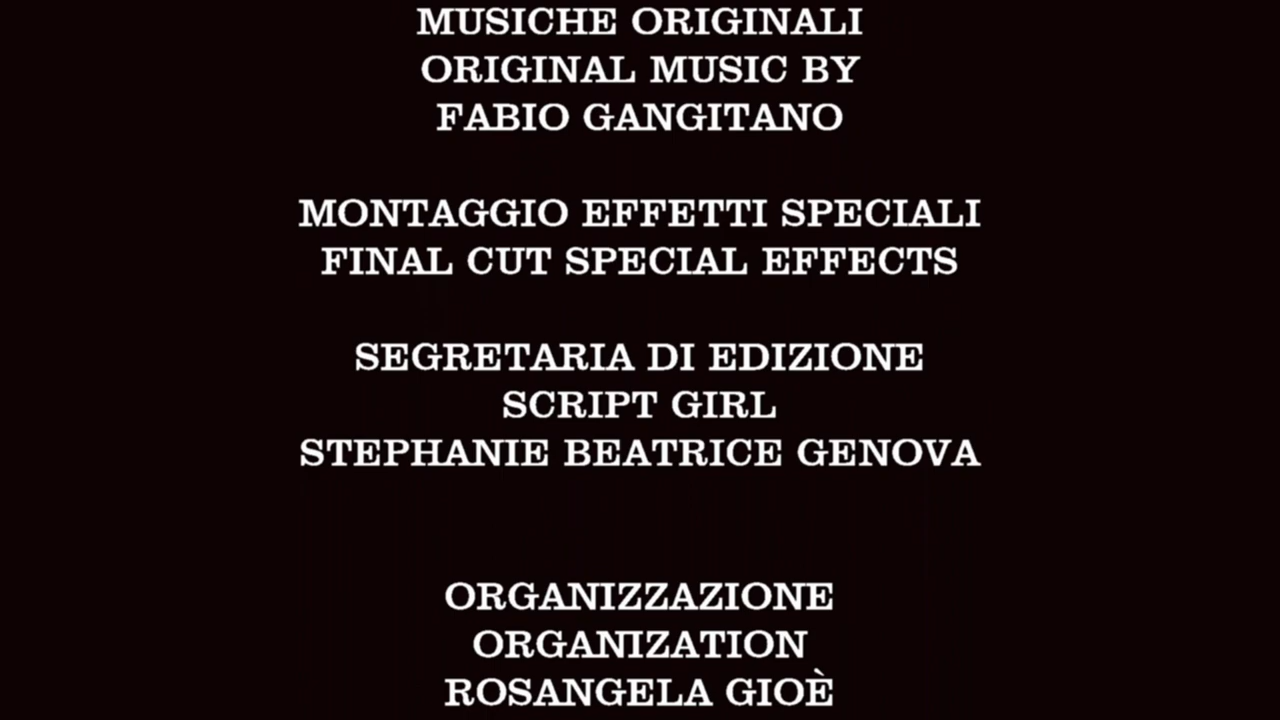 MUSICHE ORIGINALI
ORIGINAL MUSIC BY
FABIO GANGITANO
MONTAGGIO EFFETTI SPECIALI
FINAL CUT SPECIAL EFFECTS
SEGRETARIA DI EDIZIONE
SCRIPT GIRL
STEPHANIE BEATRICE GENOVA
ORGANIZZAZIONE
ORGANIZATION
ROSANGELA GIOÈ